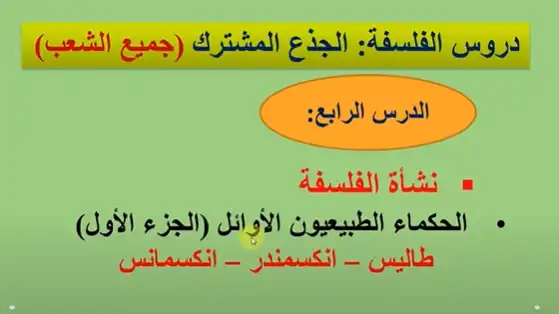 دروس الفلسفة: الجذع المشترك (جميع الشعب)
الدرس الرابع:
▪ نشأة الفلسفة
• الحكماء الطبيعيون الأوائل (الجزء الأول)
طاليس – انكسمندر – انكسمانس